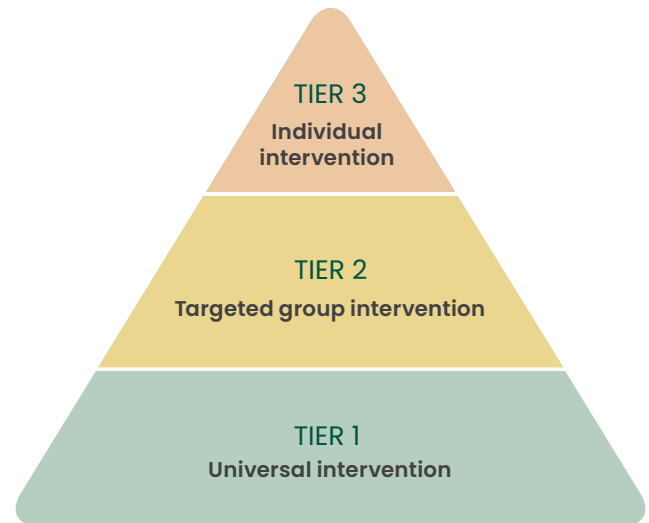 TIER 3
Individual
intervention
TIER 2
Targeted group intervention
TIER 1
Universal intervention